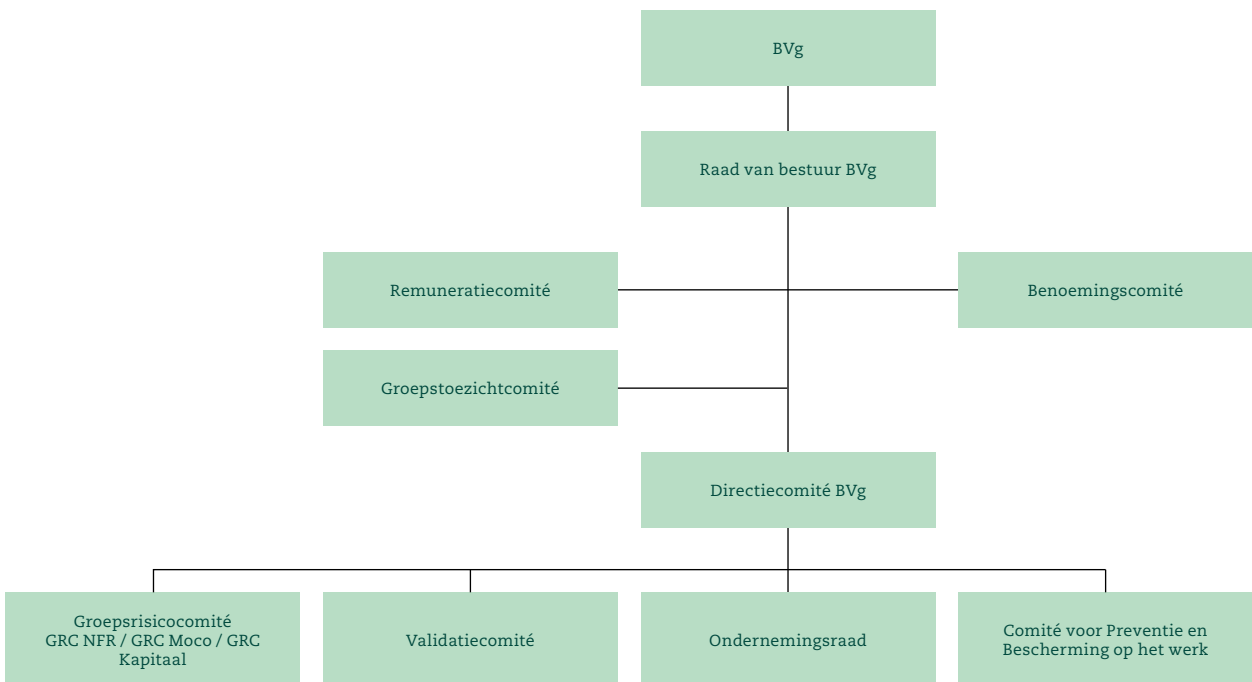 BVg
Raad van bestuur BVg
Remuneratiecomité
Benoemingscomité
Groepstoezichtcomité
Directiecomité BVg
Groepsrisicocomité
GRC NFR / GRC Moco / GRC
Kapitaal
Validatiecomité
Ondernemingsraad
Comité voor Preventie en
Bescherming op het werk